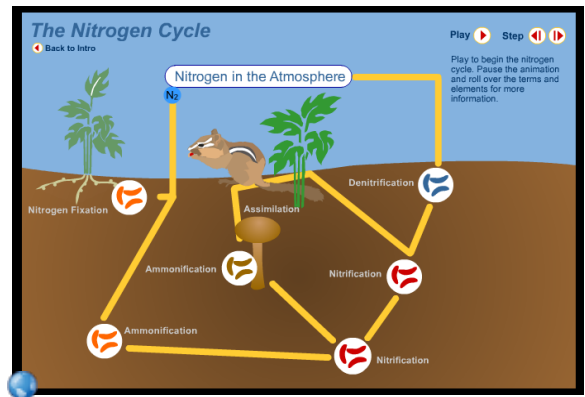 The Nitrogen Cycle
Back to Intro
Play Step
Play to begin the nitrogen
cycle. Pause the animation
and roll over the terms and
elements for more
information.
Nitrogen in the Atmosphere
N2
Denitrification
Nitrogen Fixation
Assimilation
Ammonification
Nitrification
Ammonification
Nitrification